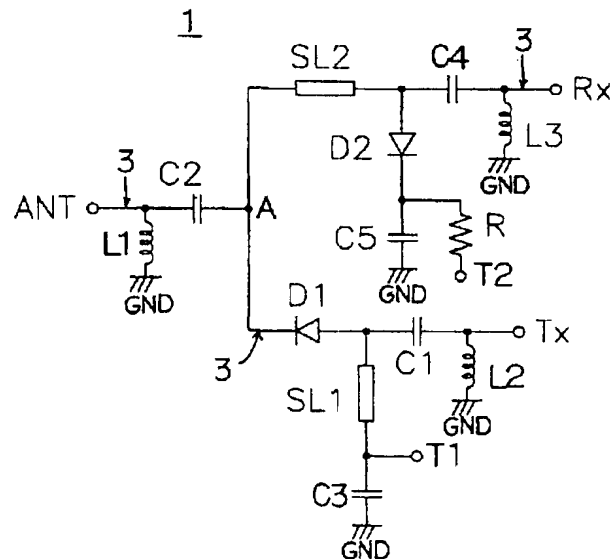 1
SL2
C4
3
Rx
D2
L3
GND
3
C2
ANT
A
L1
GND
C5
R
GND
T2
D1
3
C1
Tx
SL1
L2
GND
T1
C3
GND